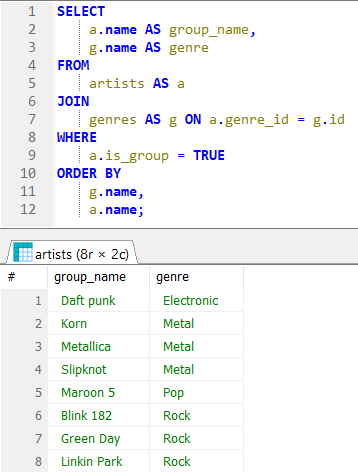 1 SELECT
2 a.name AS group_name,
3 g.name AS genre
4 FROM
5 artists AS a
6 JOIN
7 genres AS g ON a.genre_id = g.id
8 WHERE
9 a.is_group = TRUE
10 ORDER BY
11 g.name,
12 a.name;
artists (8r × 2c)
# group_name genre
1 Daft punk Electronic
2 Korn Metal
3 Metallica Metal
4 Slipknot Metal
5 Maroon 5 Pop
6 Blink 182 Rock
7 Green Day Rock
8 Linkin Park Rock